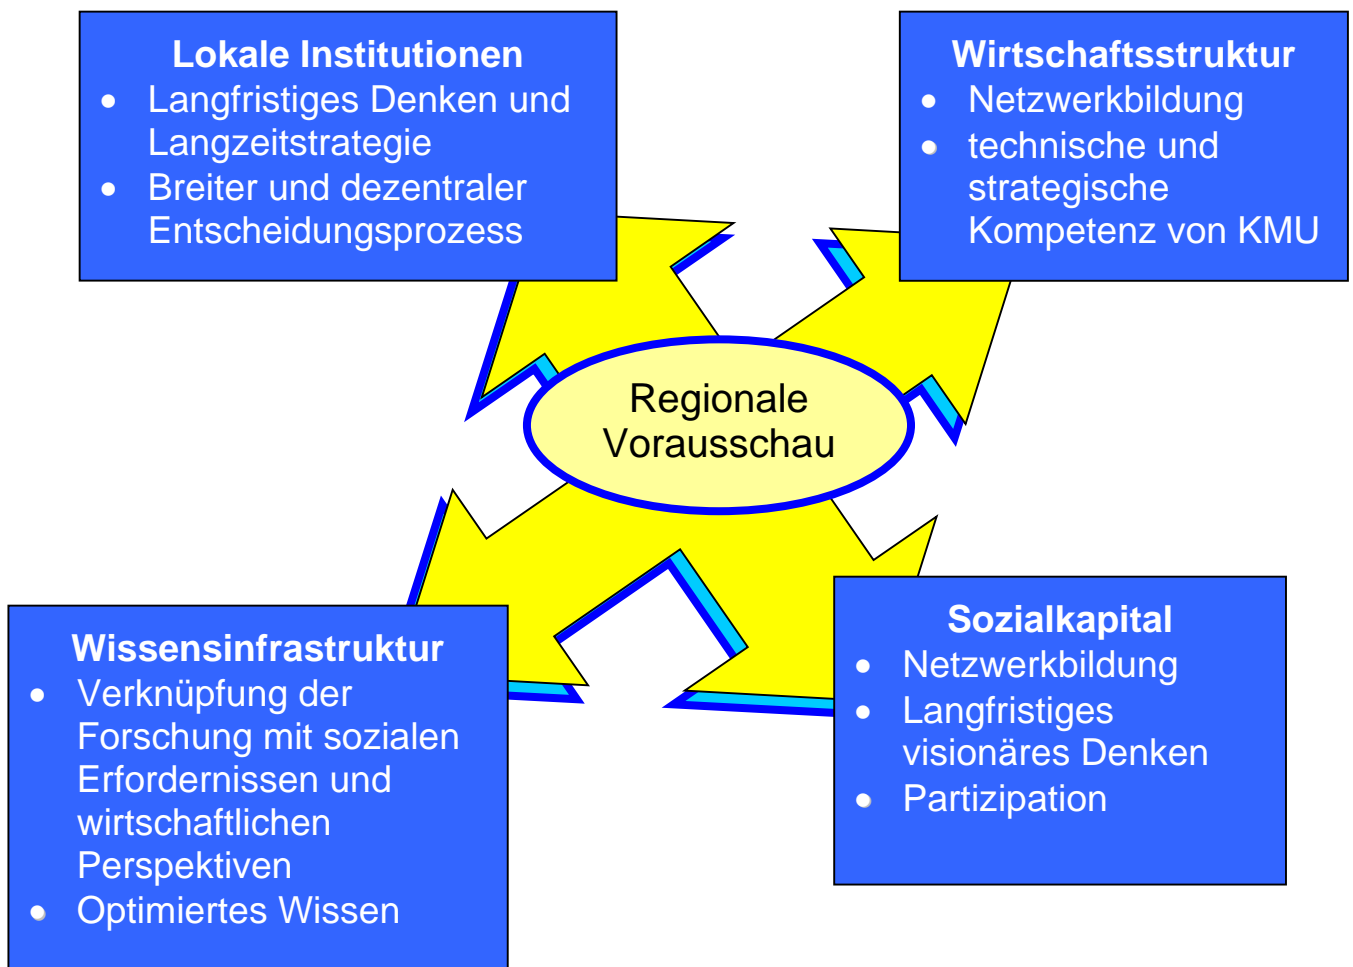 Lokale Institutionen
• Langfristiges Denken und
Langzeitstrategie
• Breiter und dezentraler
Entscheidungsprozess
Wirtschaftsstruktur
• Netzwerkbildung
• technische und
strategische
Kompetenz von KMU
Regionale
Vorausschau
Wissensinfrastruktur
• Verknüpfung der
Forschung mit sozialen
Erfordernissen und
wirtschaftlichen
Perspektiven
• Optimiertes Wissen
Sozialkapital
• Netzwerkbildung
• Langfristiges
visionäres Denken
• Partizipation